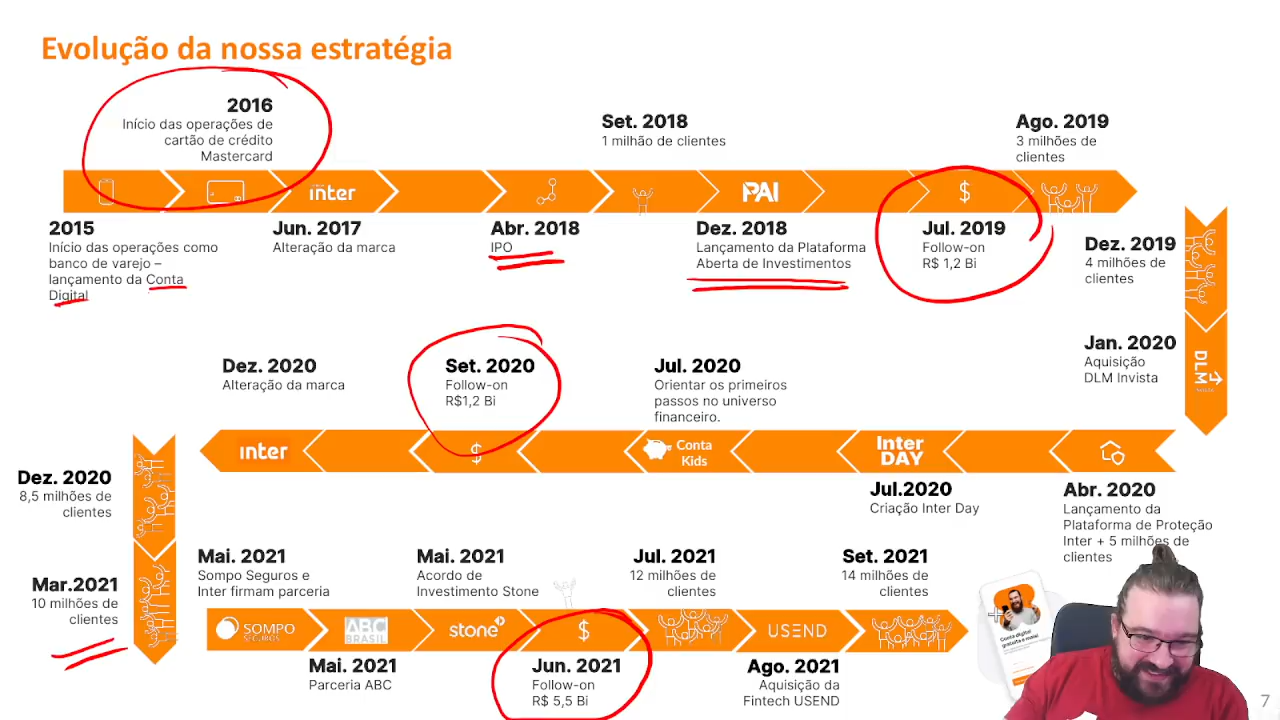 Evolução da nossa estratégia
2016
Início das operações de
cartão de crédito
Mastercard
Set. 2018
1 milhão de clientes
Ago. 2019
3 milhões de
clientes
inter
PAI
$
2015
Início das operações como
banco de varejo –
lançamento da Conta
Digital
Jun. 2017
Alteração da marca
Abr. 2018
IPO
Dez. 2018
Lançamento da Plataforma
Aberta de Investimentos
Jul. 2019
Follow-on
R$ 1,2 Bi
Dez. 2019
4 milhões de
clientes
Jan. 2020
Aquisição
DLM Invista
DLM
Dez. 2020
Alteração da marca
Set. 2020
Follow-on
R$1,2 Bi
Jul. 2020
Orientar os primeiros
passos no universo
financeiro.
inter
$
Conta
Kids
Inter
DAY
Jul.2020
Criação Inter Day
Abr. 2020
Lançamento da
Plataforma de Proteção
Inter + 5 milhões de
clientes
Dez. 2020
8,5 milhões de
clientes
Mar.2021
10 milhões de
clientes
Mai. 2021
Sompo Seguros e
Inter firmam parceria
Mai. 2021
Acordo de
Investimento Stone
Jul. 2021
12 milhões de
clientes
Set. 2021
14 milhões de
clientes
SOMPO
SEGUROS
ABC
BRASIL
stone
$
USEND
Mai. 2021
Parceria ABC
Jun. 2021
Follow-on
R$ 5,5 Bi
Ago. 2021
Aquisição da
Fintech USEND
Conta digital
7